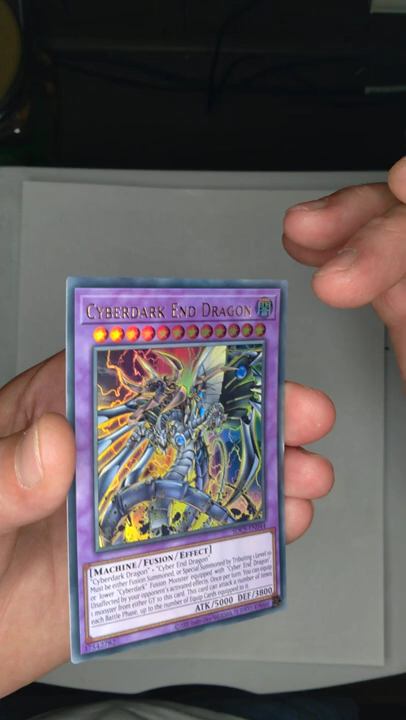 CYBERDARK END DRAGON
[MACHINE/FUSION/EFFECT]
"Cyberdark Dragon" + "Cyber End Dragon"
Must be either Fusion Summoned, or Special Summoned by Tributing 1 Level 10
or lower "Cyberdark" Fusion Monster equipped with "Cyber End Dragon".
Unaffected by your opponent's activated effects. Once per turn: You can equip
1 monster from either GY to this card. This card can attack a number of times
each Battle Phase, up to the number of Equip Cards equipped to it.
ATK/5000 DEF/3800